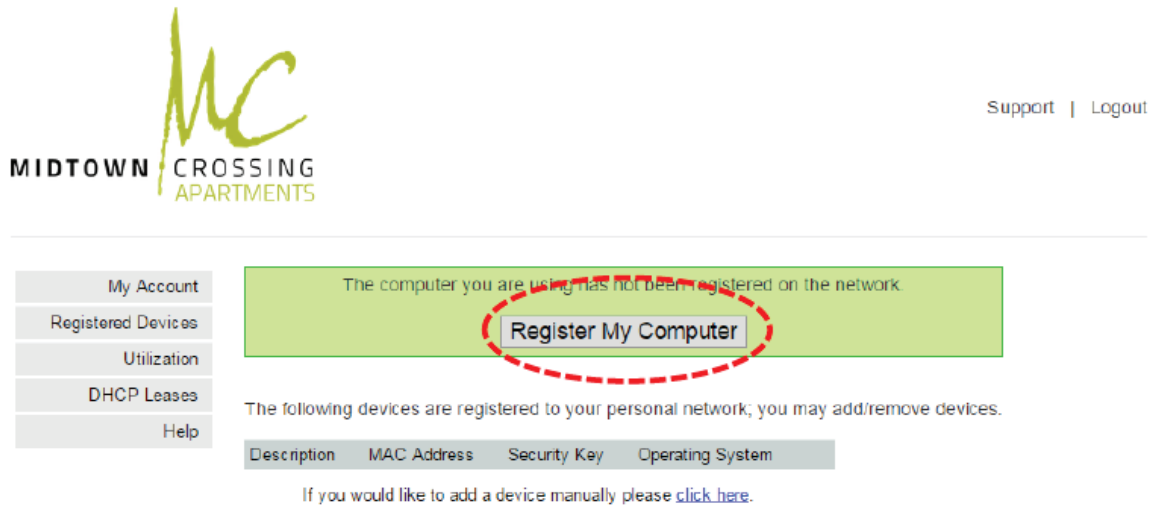 MC
Support | Logout
MIDTOWN CROSSING
APARTMENTS
My Account
Registered Devices
Utilization
DHCP Leases
Help
The computer you are using has not been registered on the network.
Register My Computer
The following devices are registered to your personal network; you may add/remove devices.
Description MAC Address Security Key Operating System
If you would like to add a device manually please click here.